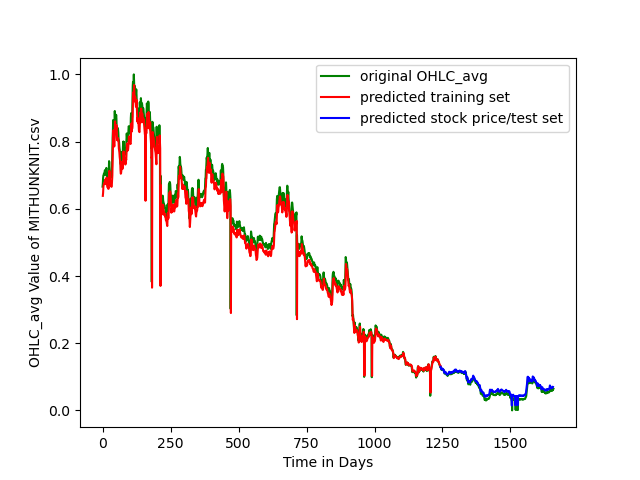 original OHLC_avg
predicted training set
predicted stock price/test set
OHLC_avg Value of MITHUNKNIT.csv
1.0
0.8
0.6
0.4
0.2
0.0
0 250 500 750 1000 1250 1500
Time in Days